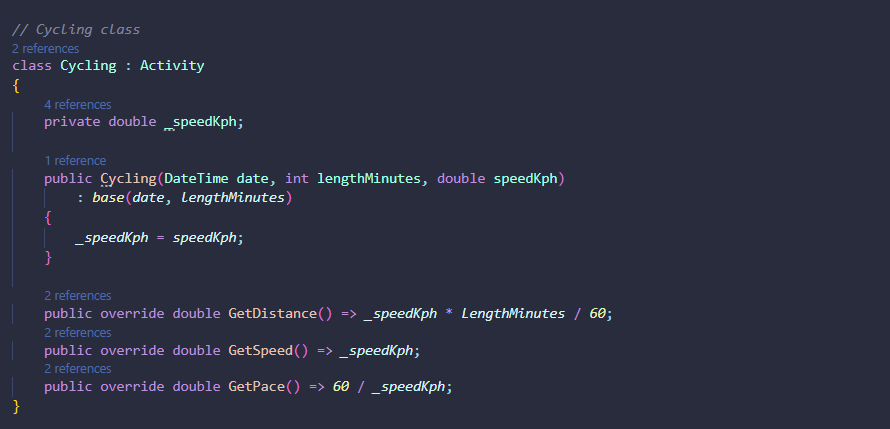 // Cycling class
2 references
class Cycling : Activity
{
4 references
private double _speedKph;
1 reference
public Cycling(DateTime date, int lengthMinutes, double speedKph)
: base(date, lengthMinutes)
{
_speedKph = speedKph;
}
2 references
public override double GetDistance() => _speedKph * LengthMinutes / 60;
2 references
public override double GetSpeed() => _speedKph;
2 references
public override double GetPace() => 60 / _speedKph;
}